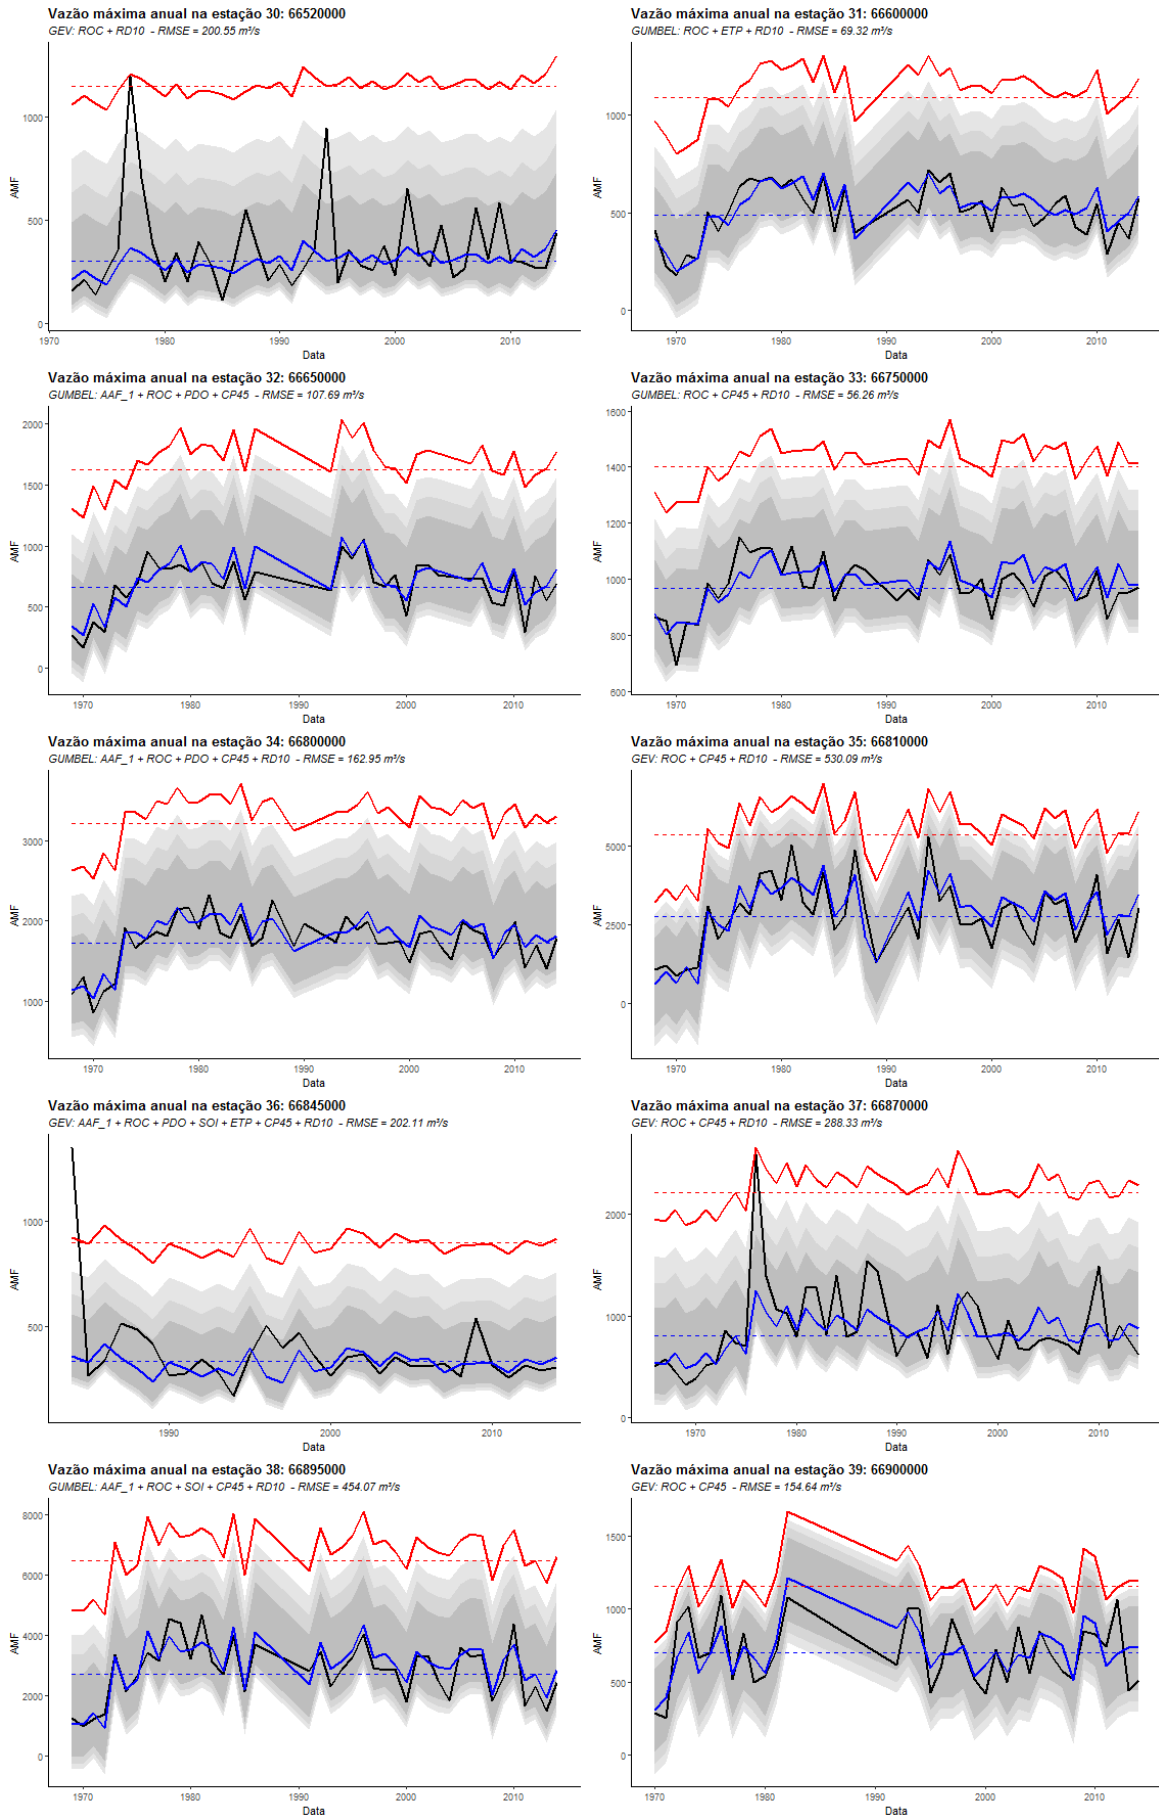 Vazão máxima anual na estação 30: 66520000
GEV: ROC + RD10 - RMSE = 200.55 m³/s
AMF
1000
500
0
1970 1980 1990 2000 2010
Data
Vazão máxima anual na estação 31: 66600000
GUMBEL: ROC + ETP + RD10 - RMSE = 69.32 m³/s
AMF
1000
500
0
1970 1980 1990 2000 2010
Data
Vazão máxima anual na estação 32: 66650000
GUMBEL: AAF_1 + ROC + PDO + CP45 - RMSE = 107.69 m³/s
AMF
2000
1500
1000
500
0
1970 1980 1990 2000 2010
Data
Vazão máxima anual na estação 33: 66750000
GUMBEL: ROC + CP45 + RD10 - RMSE = 56.26 m³/s
AMF
1600
1400
1200
1000
800
600
1970 1980 1990 2000 2010
Data
Vazão máxima anual na estação 34: 66800000
GUMBEL: AAF_1 + ROC + PDO + CP45 + RD10 - RMSE = 162.95 m³/s
AMF
3000
2000
1000
1970 1980 1990 2000 2010
Data
Vazão máxima anual na estação 35: 66810000
GEV: ROC + CP45 + RD10 - RMSE = 530.09 m³/s
AMF
5000
2500
0
1970 1980 1990 2000 2010
Data
Vazão máxima anual na estação 36: 66845000
GEV: AAF_1 + ROC + PDO + SOI + ETP + CP45 + RD10 - RMSE = 202.11 m³/s
AMF
1000
500
1990 2000 2010
Data
Vazão máxima anual na estação 37: 66870000
GEV: ROC + CP45 + RD10 - RMSE = 288.33 m³/s
AMF
2000
1000
0
1970 1980 1990 2000 2010
Data
Vazão máxima anual na estação 38: 66895000
GUMBEL: AAF_1 + ROC + SOI + CP45 + RD10 - RMSE = 454.07 m³/s
AMF
8000
6000
4000
2000
0
1970 1980 1990 2000 2010
Data
Vazão máxima anual na estação 39: 66900000
GEV: ROC + CP45 - RMSE = 154.64 m³/s
AMF
1500
1000
500
0
1970 1980 1990 2000 2010
Data